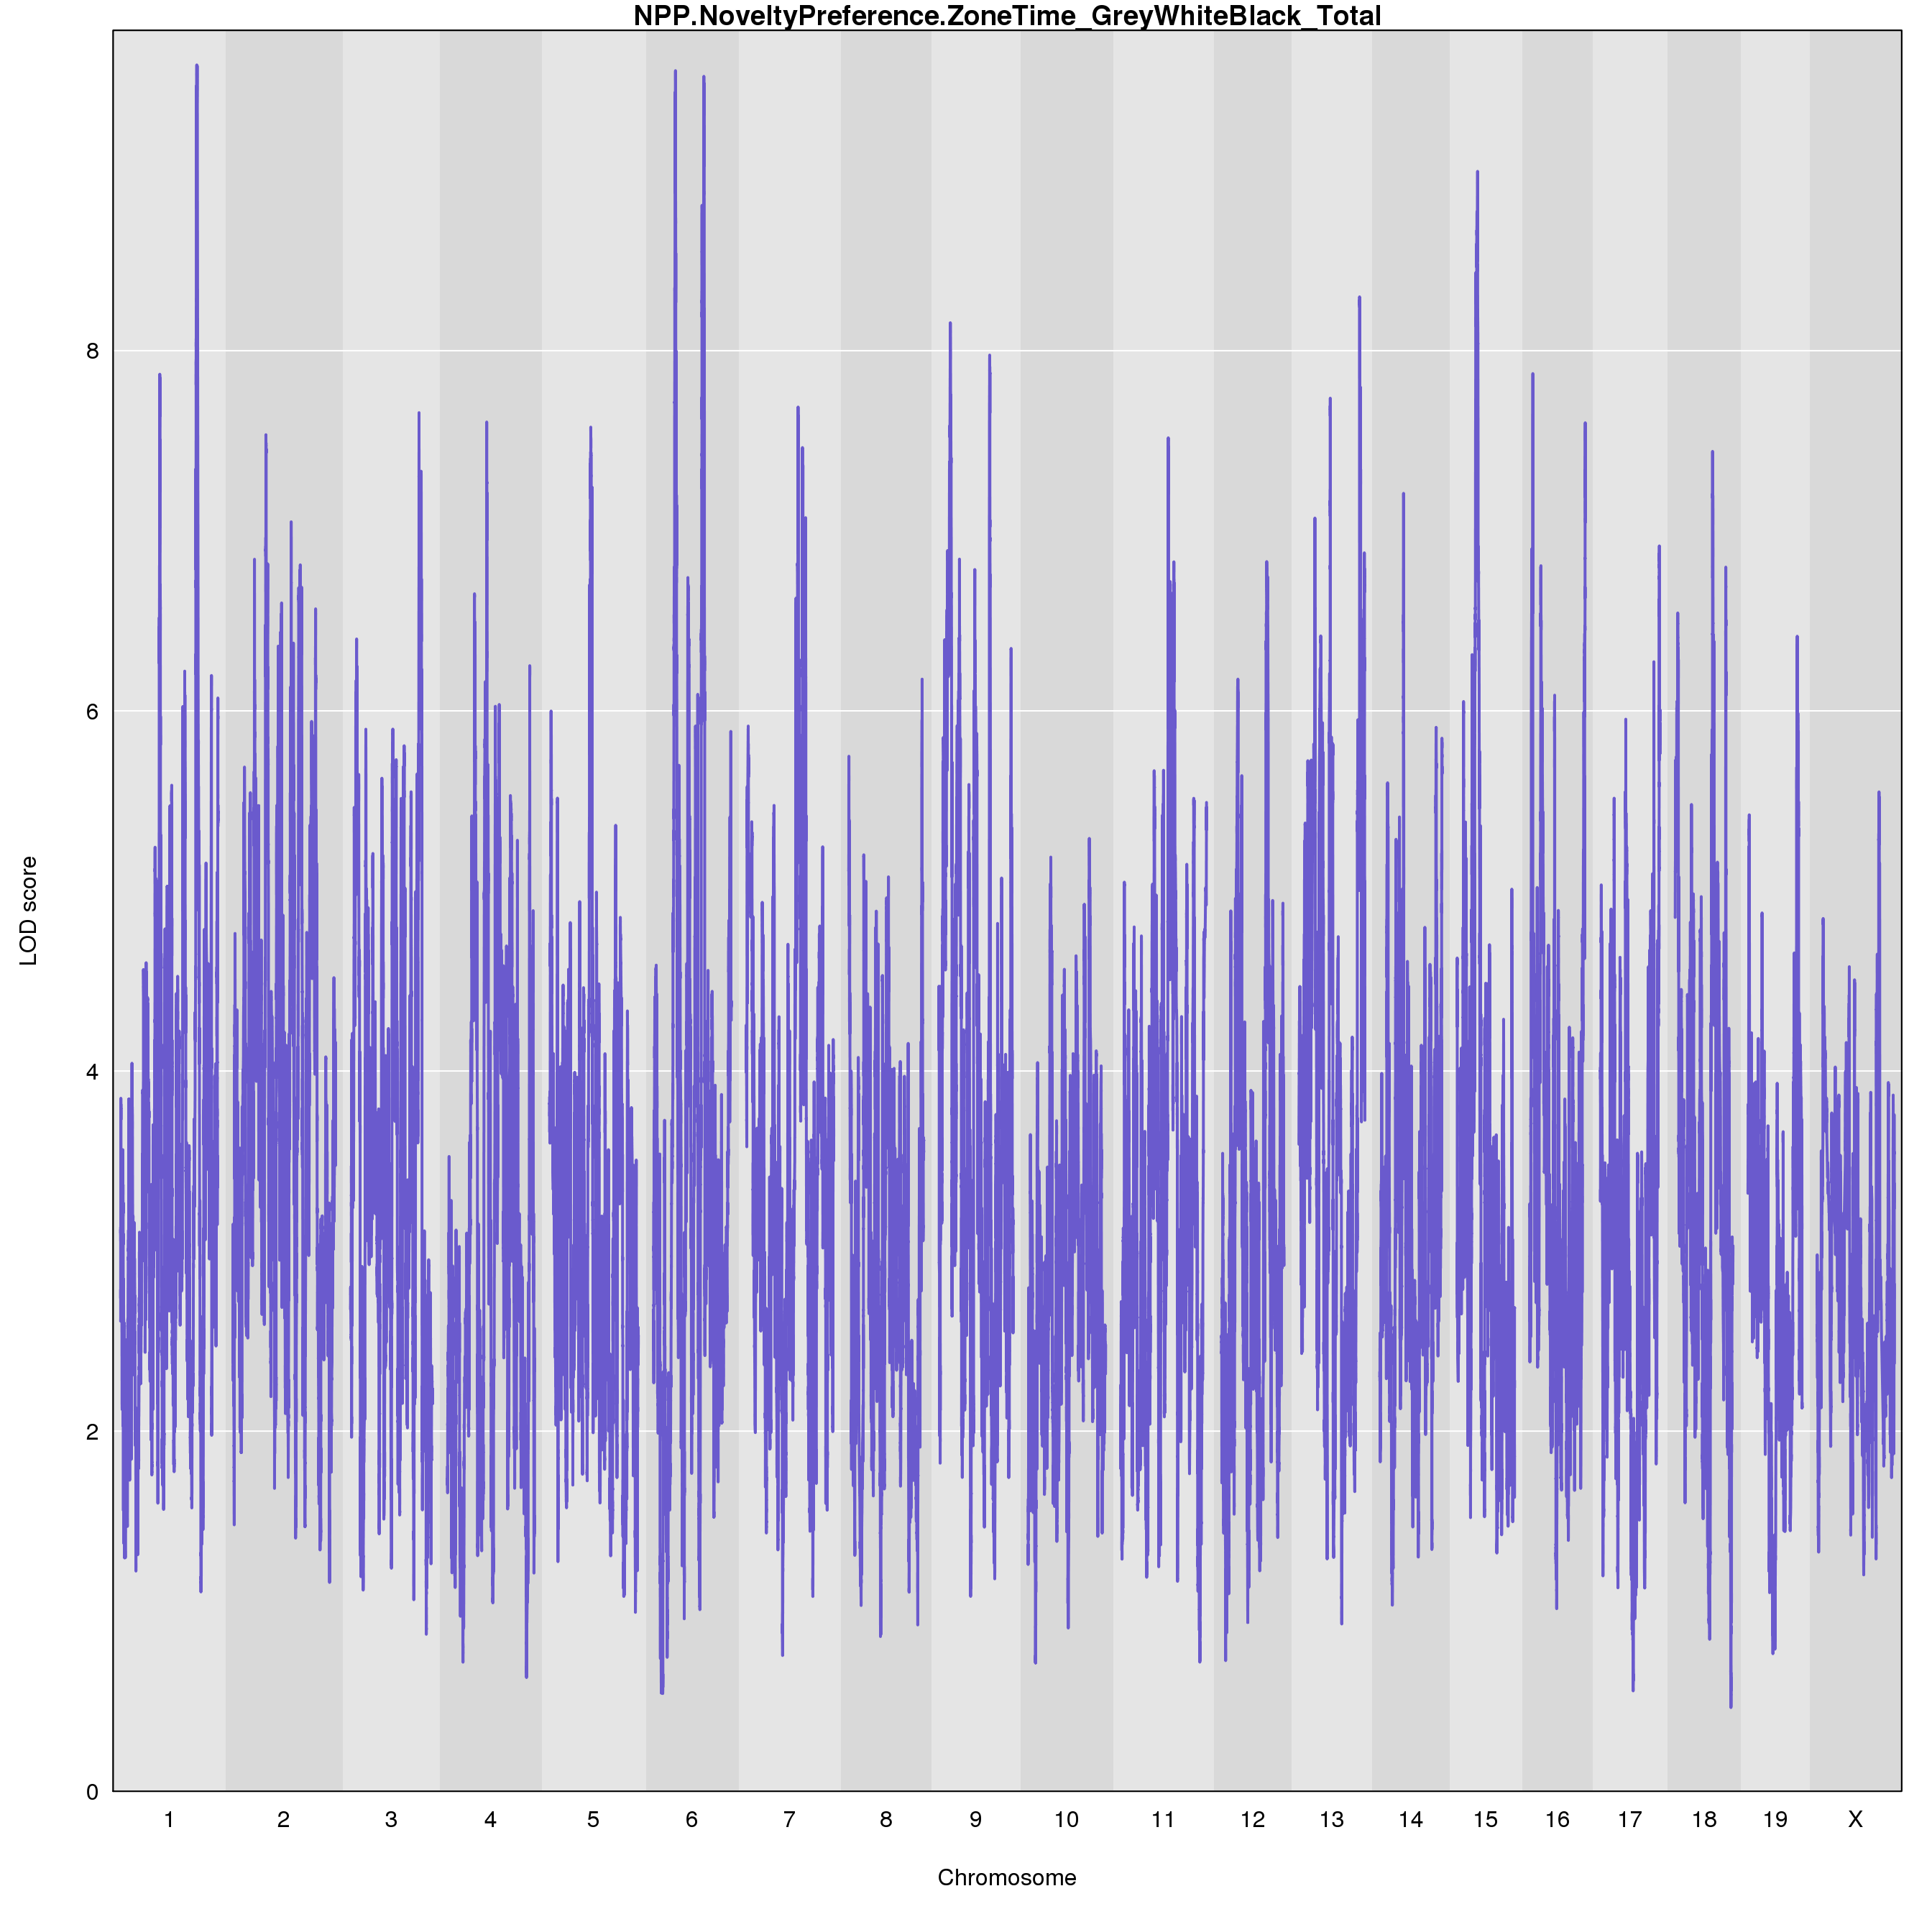 NPP.NoveltyPreference.ZoneTime_GreyWhiteBlack_Total
LOD score
8
6
4
2
0
1 2 3 4 5 6 7 8 9 10 11 12 13 14 15 16 17 18 19 X
Chromosome